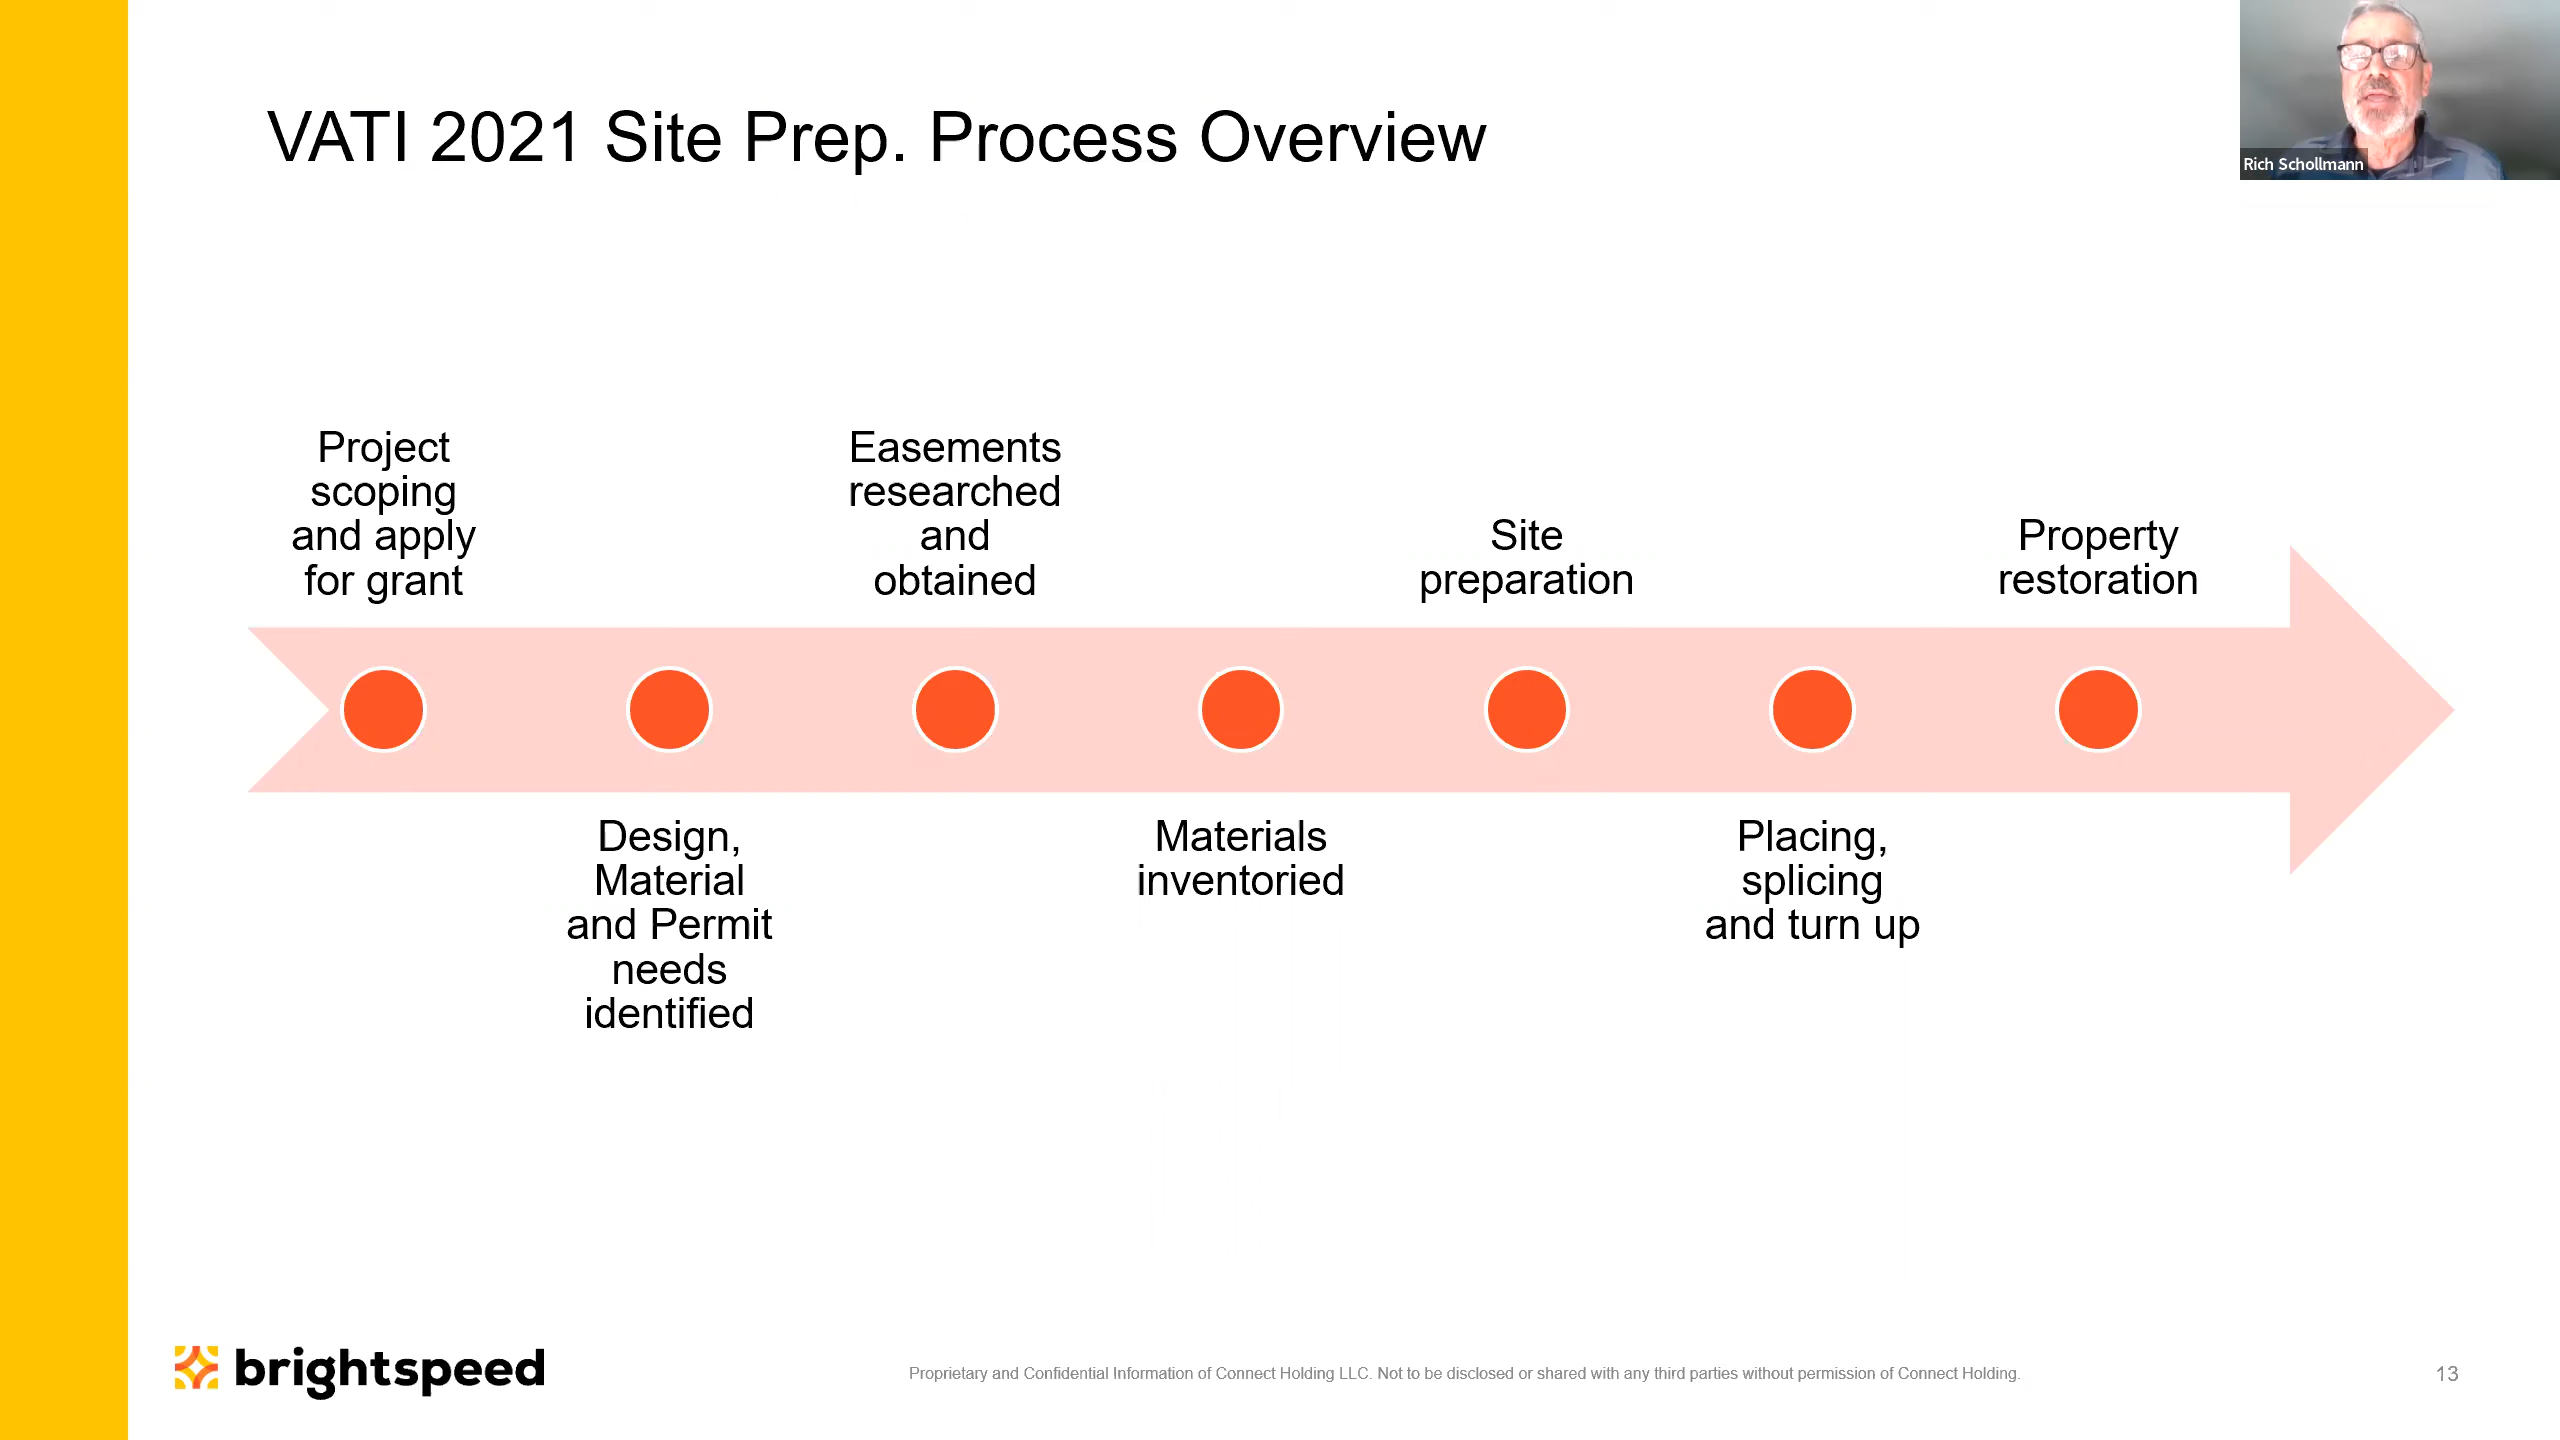 VATI 2021 Site Prep. Process Overview
Rich Schollmann
Project
scoping
and apply
for grant
Design,
Material
and Permit
needs
identified
Easements
researched
and
obtained
Materials
inventoried
Site
preparation
Placing,
splicing
and turn up
Property
restoration
brightspeed
Proprietary and Confidential Information of Connect Holding LLC. Not to be disclosed or shared with any third parties without permission of Connect Holding.
13